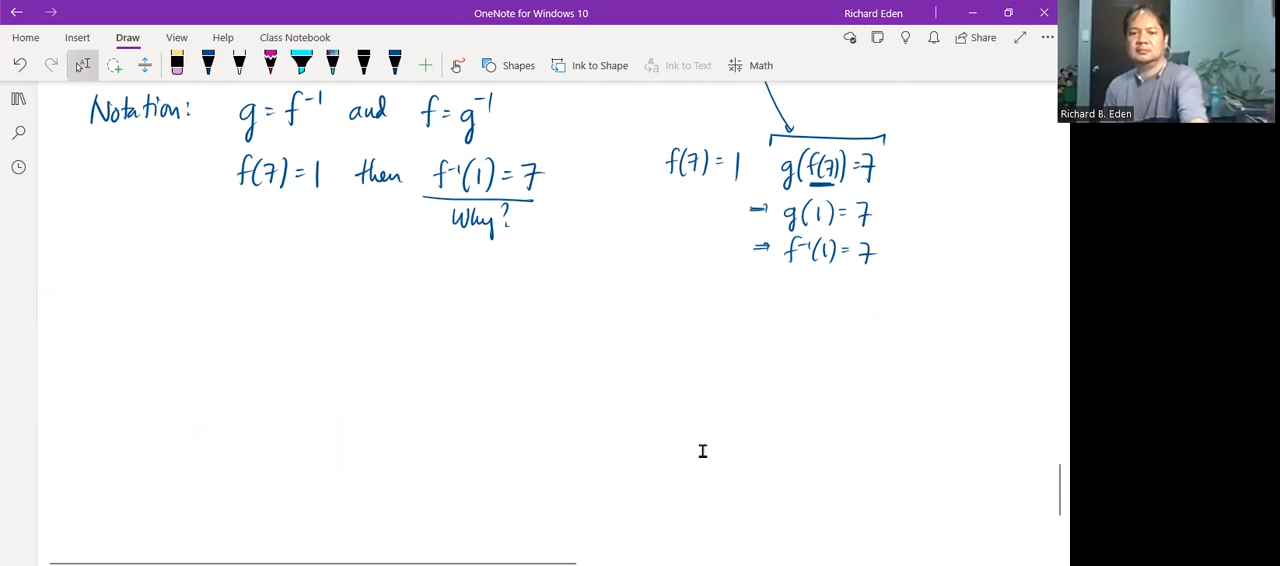 OneNote for Windows 10
Richard Eden
Home Insert Draw View Help Class Notebook
Share
Shapes Ink to Shape Ink to Text Math
Richard B. Eden
Notation: g = f⁻¹ and f = g⁻¹
f(7) = 1 then f⁻¹(1) = 7
Why?
f(7) = 1 g(f(7)) = 7
⇒ g(1) = 7
⇒ f⁻¹(1) = 7